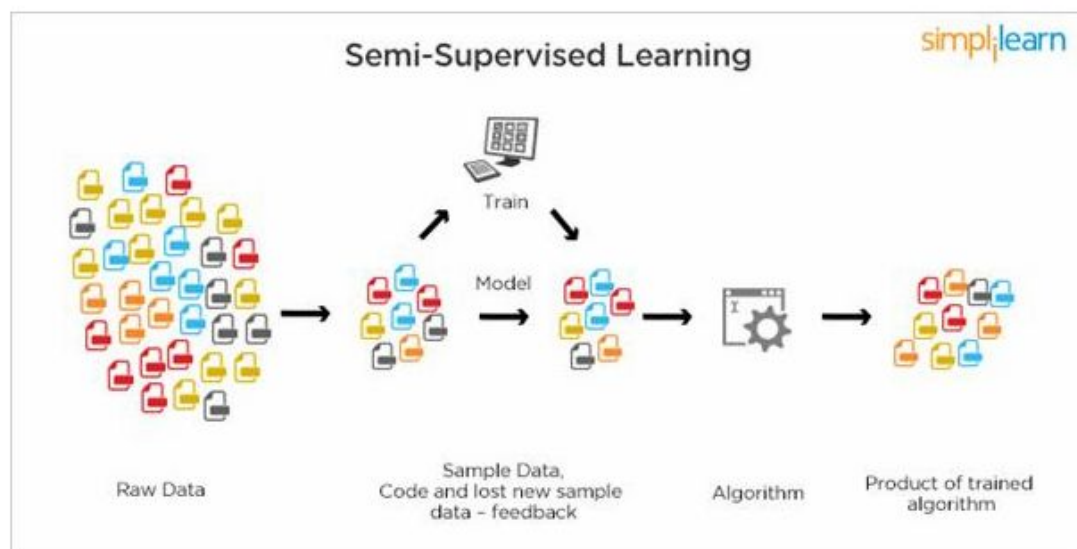 simplilearn
Semi-Supervised Learning
Train
Model
Raw Data
Sample Data,
Code and lost new sample
data – feedback
Algorithm
Product of trained
algorithm